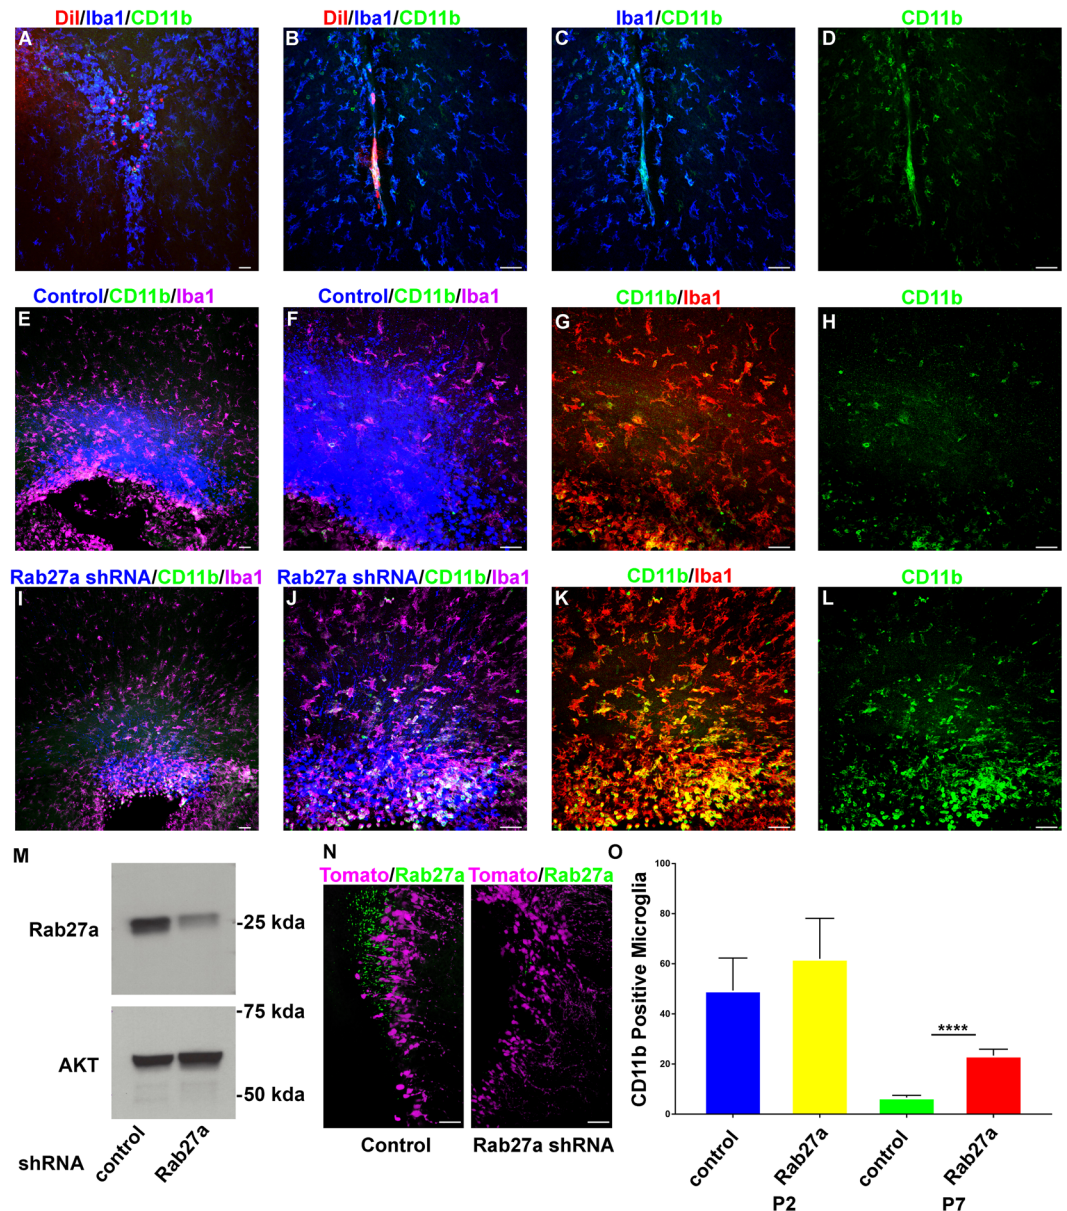 DiI/Iba1/CD11b
DiI/Iba1/CD11b
Iba1/CD11b
CD11b
A
B
C
D
Control/CD11b/Iba1
Control/CD11b/Iba1
CD11b/Iba1
CD11b
E
F
G
H
Rab27a shRNA/CD11b/Iba1
Rab27a shRNA/CD11b/Iba1
CD11b/Iba1
CD11b
I
J
K
L
M
Rab27a
-25 kda
-75 kda
AKT
-50 kda
shRNA
control
Rab27a
N
Tomato/Rab27a
Tomato/Rab27a
Control
Rab27a shRNA
O
CD11b Positive Microglia
100
80
60
40
20
0
****
control
Rab27a
control
Rab27a
P2
P7